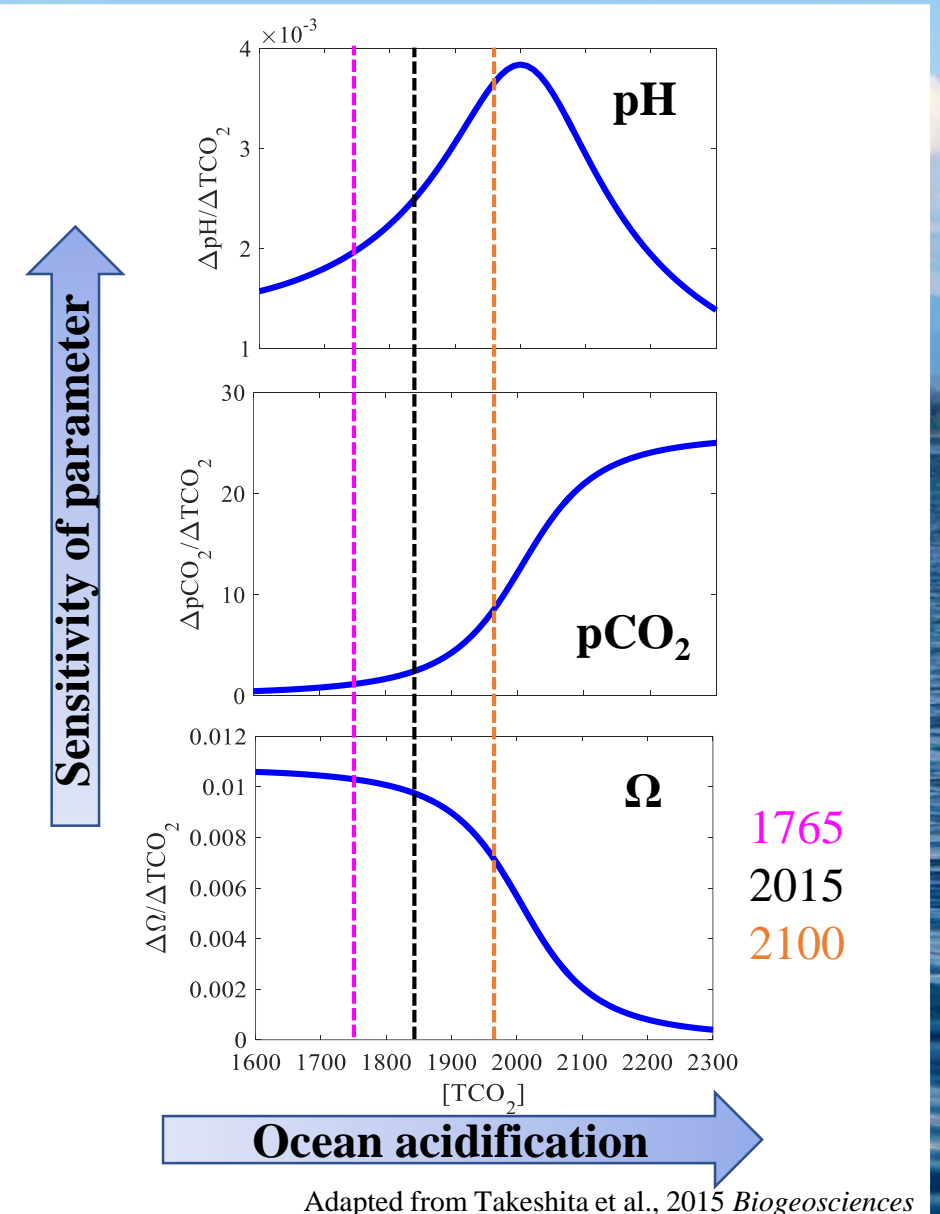 ×10⁻³
4
3
2
1
ΔpH/ΔTCO₂
pH
30
20
10
0
ΔpCO₂/ΔTCO₂
pCO₂
0.012
0.01
0.008
0.006
0.004
0.002
0
ΔΩ/ΔTCO₂
Ω
1600 1700 1800 1900 2000 2100 2200 2300
[TCO₂]
Sensitivity of parameter
1765
2015
2100
Ocean acidification
Adapted from Takeshita et al., 2015 Biogeosciences